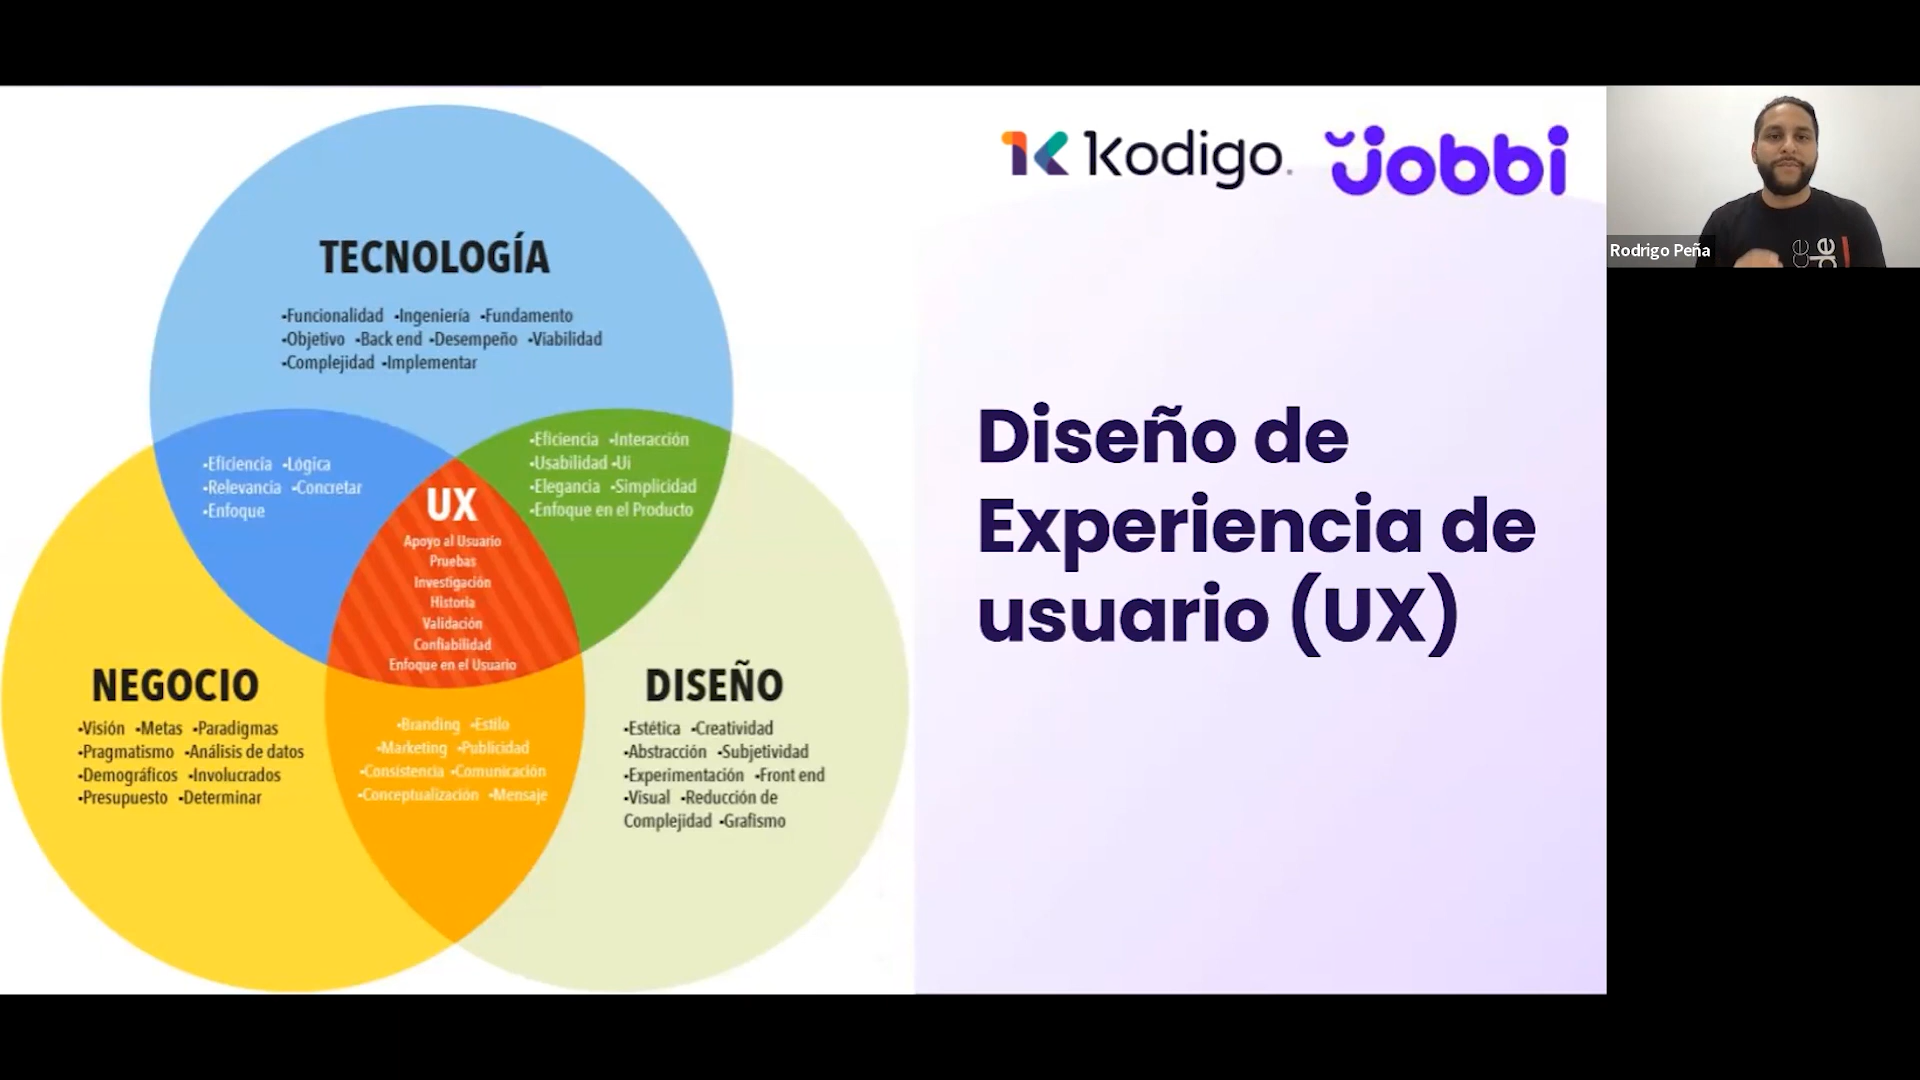 TECNOLOGÍA
•Funcionalidad •Ingeniería •Fundamento
•Objetivo •Back end •Desempeño •Viabilidad
•Complejidad •Implementar
•Eficiencia •Lógica
•Relevancia •Concretar
•Enfoque
•Eficiencia •Interacción
•Usabilidad •Ui
•Elegancia •Simplicidad
•Enfoque en el Producto
UX
Apoyo al Usuario
Pruebas
Investigación
Historia
Validación
Confiabilidad
Enfoque en el Usuario
NEGOCIO
•Visión •Metas •Paradigmas
•Pragmatismo •Análisis de datos
•Demográficos •Involucrados
•Presupuesto •Determinar
•Branding •Estilo
•Marketing •Publicidad
•Consistencia •Comunicación
•Conceptualización •Mensaje
DISEÑO
•Estética •Creatividad
•Abstracción •Subjetividad
•Experimentación •Front end
•Visual •Reducción de
Complejidad •Grafismo
kodigo.
jobbi
Diseño de
Experiencia de
usuario (UX)
Rodrigo Peña